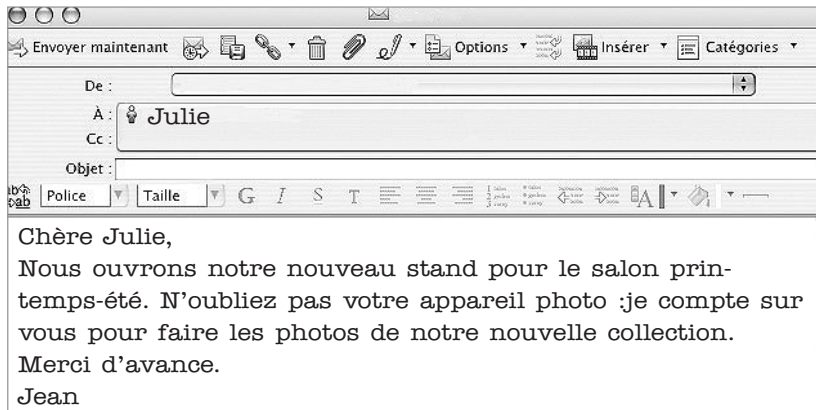 Envoyer maintenant Options Insérer Catégories
De :
À : Julie
Cc :
Objet :
Police Taille G I S T
Chère Julie,
Nous ouvrons notre nouveau stand pour le salon prin-
temps-été. N'oubliez pas votre appareil photo :je compte sur
vous pour faire les photos de notre nouvelle collection.
Merci d'avance.
Jean